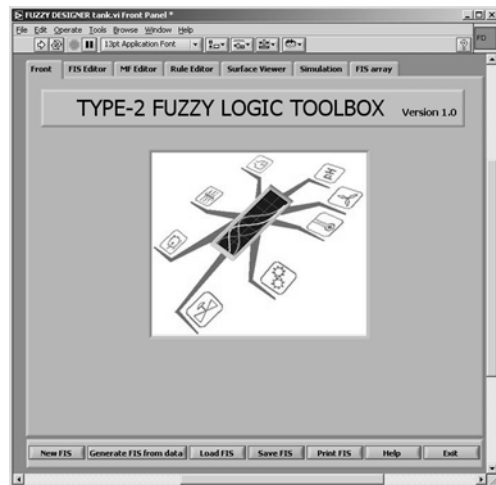 FUZZY DESIGNER tank.vi Front Panel *
File Edit Operate Tools Browse Window Help
13pt Application Font
FD
Front FIS Editor MF Editor Rule Editor Surface Viewer Simulation FIS array
TYPE-2 FUZZY LOGIC TOOLBOX Version 1.0
pH
New FIS Generate FIS from data Load FIS Save FIS Print FIS Help Exit